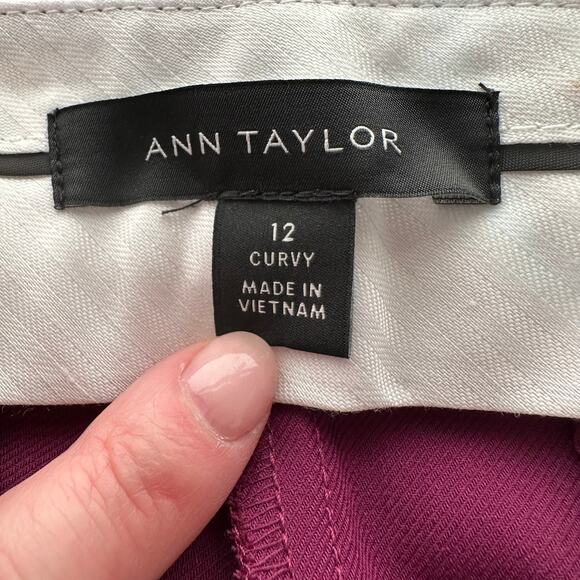 ANN TAYLOR
12
CURVY
MADE IN
VIETNAM